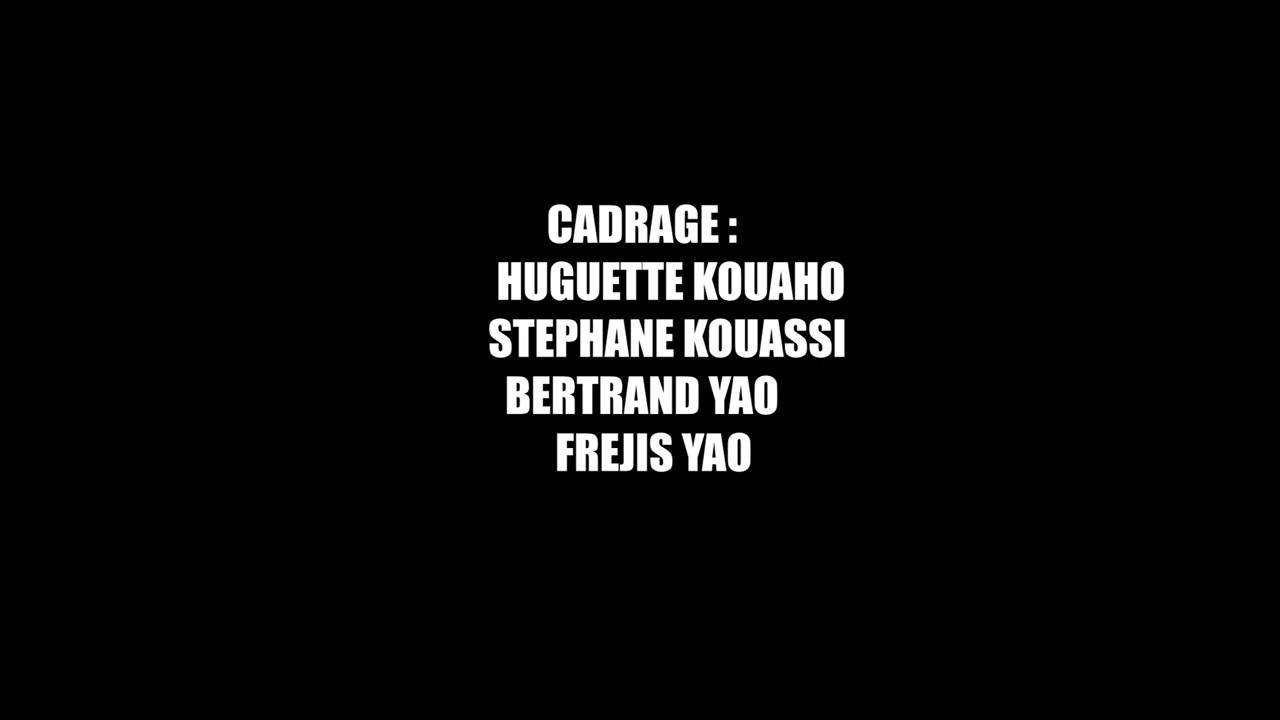 CADRAGE :
HUGUETTE KOUAHO
STEPHANE KOUASSI
BERTRAND YAO
FREJIS YAO